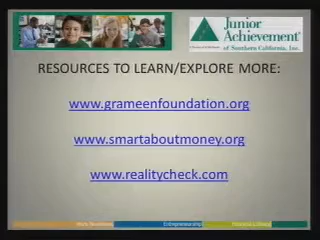 Junior
Achievement®
of Southern California, Inc.
RESOURCES TO LEARN/EXPLORE MORE:
www.grameenfoundation.org
www.smartaboutmoney.org
www.realitycheck.com
Entrepreneurship